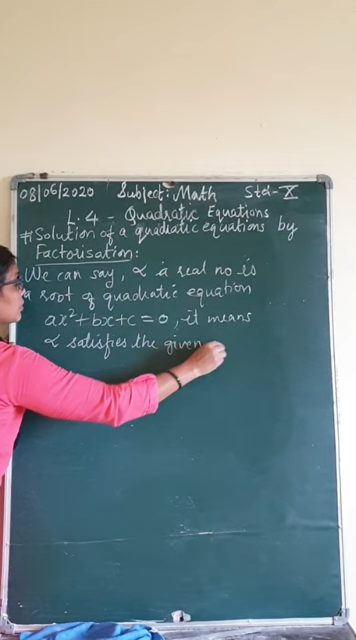 08/06/2020 Subject: Math Std-X
L. 4 - Quadratic Equations
# Solution of a quadratic equations by
Factorisation:
We can say, α a real no is
a root of quadratic equation
ax² + bx + c = 0, it means
α satisfies the given